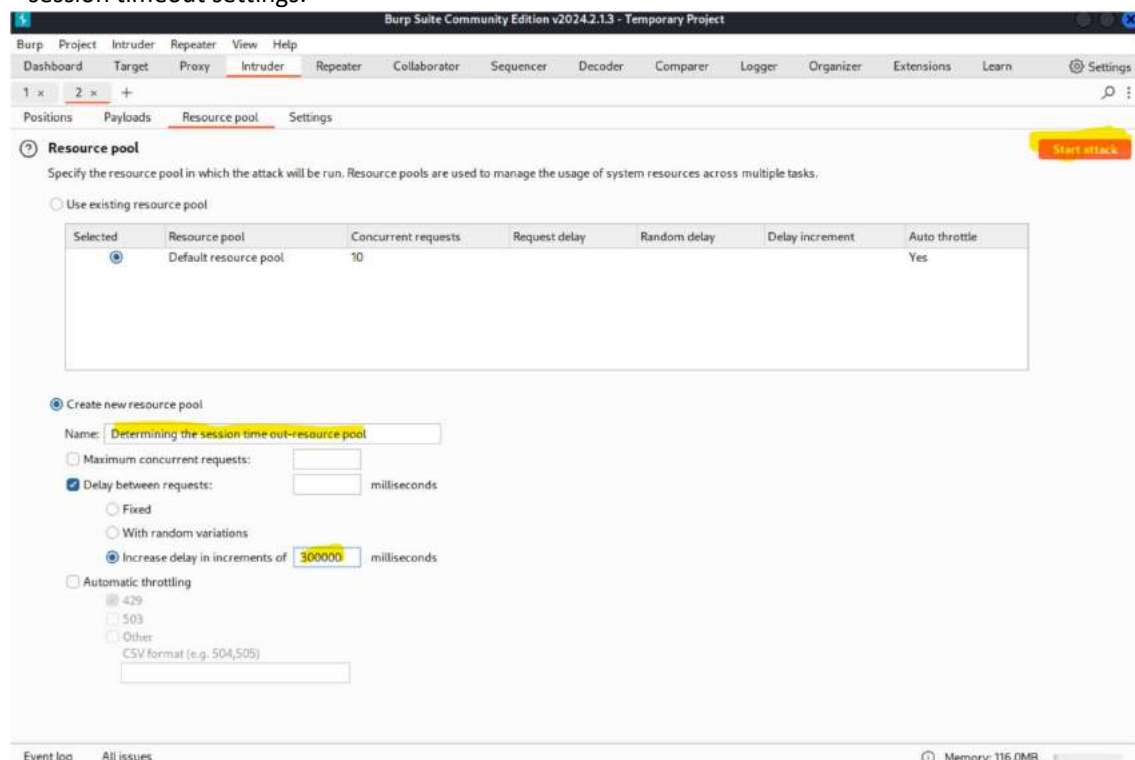 session timeout settings.
Burp Suite Community Edition v2024.2.1.3 - Temporary Project
Burp Project Intruder Repeater View Help
Dashboard Target Proxy Intruder Repeater Collaborator Sequencer Decoder Comparer Logger Organizer Extensions Learn Settings
1 × 2 × +
Positions Payloads Resource pool Settings
? Resource pool
Start attack
Specify the resource pool in which the attack will be run. Resource pools are used to manage the usage of system resources across multiple tasks.
Use existing resource pool
Selected Resource pool Concurrent requests Request delay Random delay Delay increment Auto throttle
Default resource pool 10 Yes
Create new resource pool
Name: Determining the session time out-resource pool
Maximum concurrent requests:
Delay between requests: milliseconds
Fixed
With random variations
Increase delay in increments of 300000 milliseconds
Automatic throttling
429
503
Other
CSV format (e.g. 504,505)
Event log All issues Memory: 116.0MB